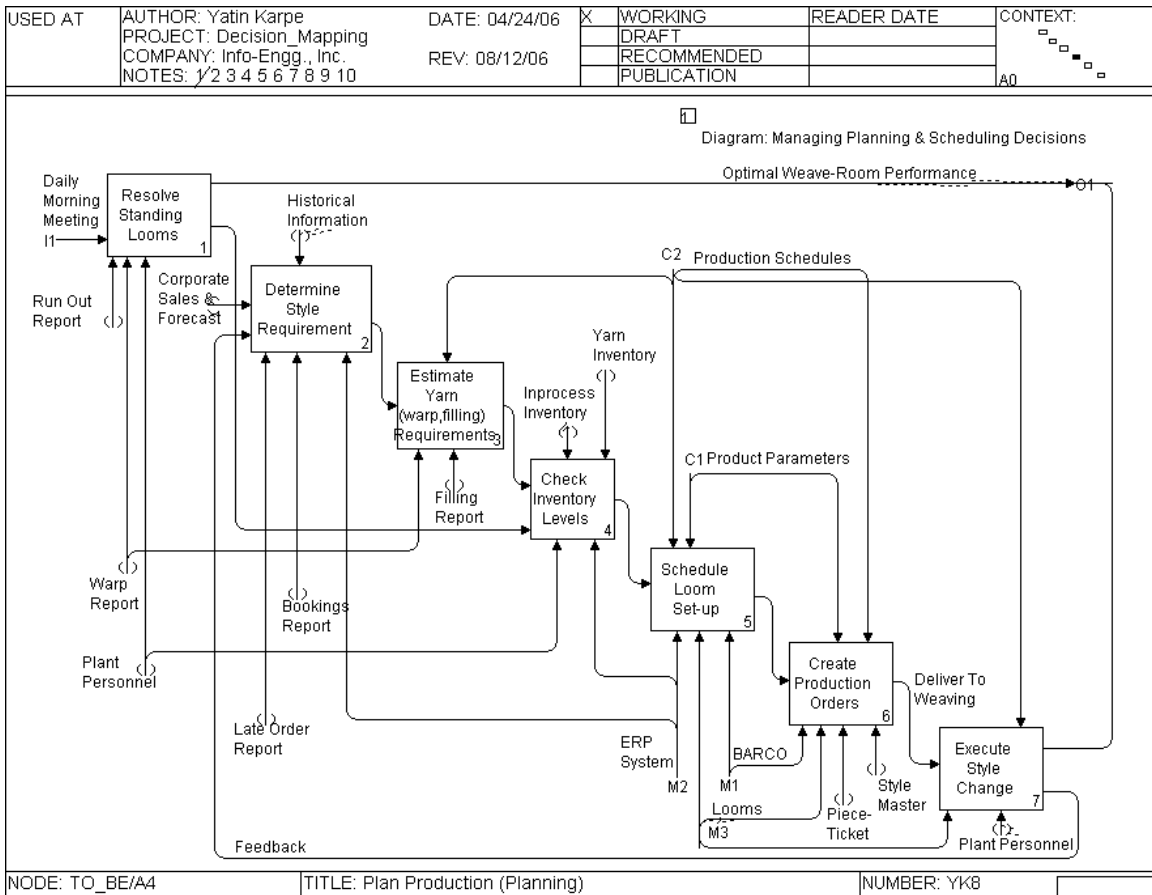 USED AT
AUTHOR: Yatin Karpe
DATE: 04/24/06
PROJECT: Decision_Mapping
COMPANY: Info-Engg., Inc.
REV: 08/12/06
NOTES: 1 2 3 4 5 6 7 8 9 10
X
WORKING
DRAFT
RECOMMENDED
PUBLICATION
READER DATE
CONTEXT:
A0
1
Diagram: Managing Planning & Scheduling Decisions
Optimal Weave-Room Performance
O1
Daily
Morning
Meeting
I1
Resolve
Standing
Looms
1
Historical
Information
Run Out
Report
Corporate
Sales &
Forecast
Determine
Style
Requirement
2
C2
Production Schedules
Yarn
Inventory
Estimate
Yarn
(warp,filling)
Requirements
3
Inprocess
Inventory
C1
Product Parameters
Filling
Report
Check
Inventory
Levels
4
Warp
Report
Bookings
Report
Schedule
Loom
Set-up
5
Plant
Personnel
Late Order
Report
Create
Production
Orders
6
Deliver To
Weaving
ERP
System
M2
BARCO
M1
Looms
M3
Piece-
Ticket
Style
Master
Execute
Style
Change
7
Plant Personnel
Feedback
NODE: TO_BE/A4
TITLE: Plan Production (Planning)
NUMBER: YK8